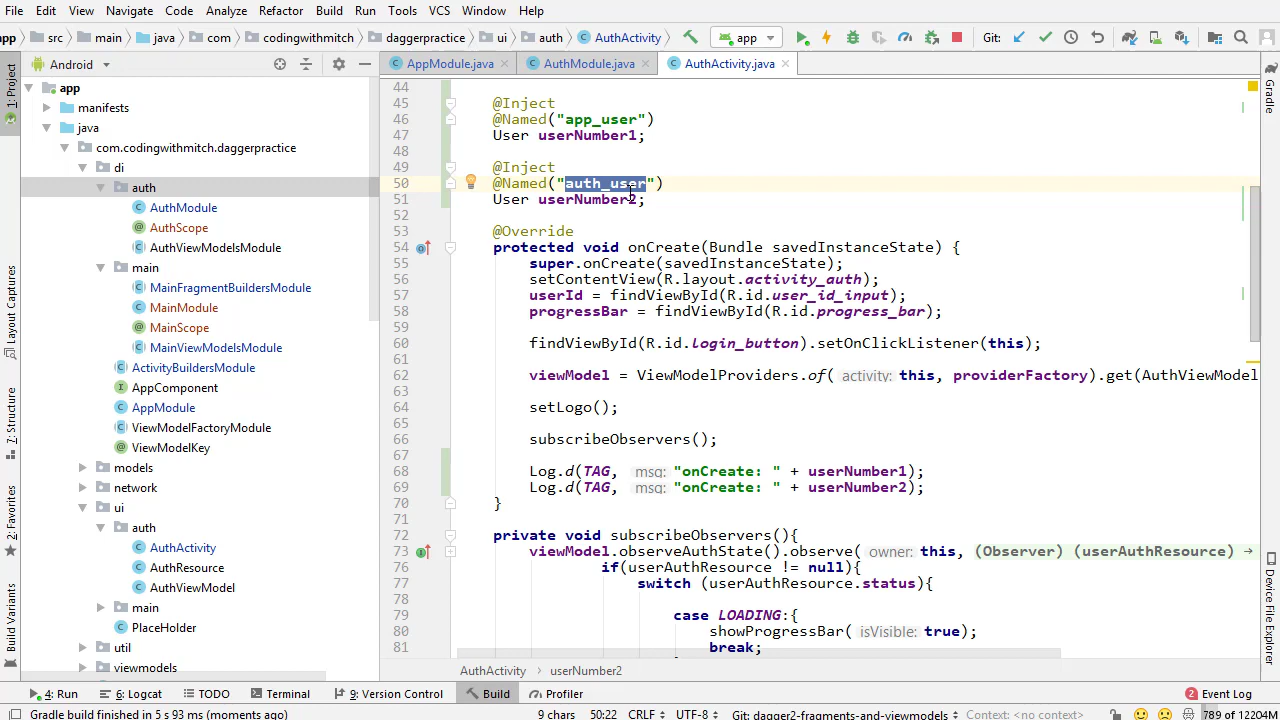 File Edit View Navigate Code Analyze Refactor Build Run Tools VCS Window Help
app src main java com codingwithmitch daggerpractice ui auth AuthActivity app Git:
Android AppModule.java AuthModule.java AuthActivity.java
1: Project
Layout Captures
7: Structure
2: Favorites
Build Variants
app
manifests
java
com.codingwithmitch.daggerpractice
di
auth
AuthModule
AuthScope
AuthViewModelsModule
main
MainFragmentBuildersModule
MainModule
MainScope
MainViewModelsModule
ActivityBuildersModule
AppComponent
AppModule
ViewModelFactoryModule
ViewModelKey
models
network
ui
auth
AuthActivity
AuthResource
AuthViewModel
main
PlaceHolder
util
viewmodels
44
45 @Inject
46 @Named("app_user")
47 User userNumber1;
48
49 @Inject
50 @Named("auth_user")
51 User userNumber2;
52
53 @Override
54 protected void onCreate(Bundle savedInstanceState) {
55 super.onCreate(savedInstanceState);
56 setContentView(R.layout.activity_auth);
57 userId = findViewById(R.id.user_id_input);
58 progressBar = findViewById(R.id.progress_bar);
59
60 findViewById(R.id.login_button).setOnClickListener(this);
61
62 viewModel = ViewModelProviders.of( activity: this, providerFactory).get(AuthViewModel
63
64 setLogo();
65
66 subscribeObservers();
67
68 Log.d(TAG, msg: "onCreate: " + userNumber1);
69 Log.d(TAG, msg: "onCreate: " + userNumber2);
70 }
71
72 private void subscribeObservers(){
73 viewModel.observeAuthState().observe( owner: this, (Observer) (userAuthResource) →
76 if(userAuthResource != null){
77 switch (userAuthResource.status){
78
79 case LOADING:{
80 showProgressBar( isVisible: true);
81 break;
Gradle
Device File Explorer
AuthActivity userNumber2
4: Run 6: Logcat TODO Terminal 9: Version Control Build Profiler 2 Event Log
Gradle build finished in 5 s 93 ms (moments ago) 9 chars 50:22 CRLF UTF-8 Git: dagger2-fragments-and-viewmodels Context: <no context> 789 of 12204M